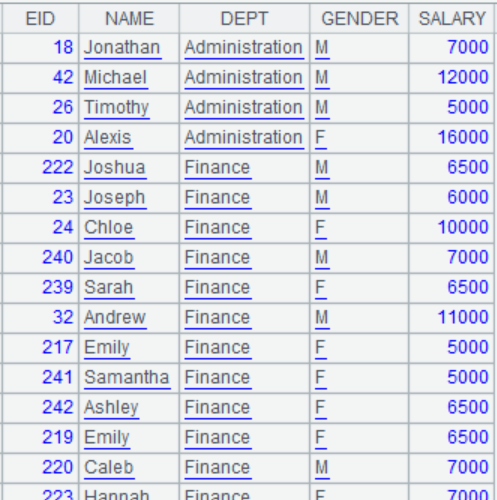 EID NAME DEPT GENDER SALARY
18 Jonathan Administration M 7000
42 Michael Administration M 12000
26 Timothy Administration M 5000
20 Alexis Administration F 16000
222 Joshua Finance M 6500
23 Joseph Finance M 6000
24 Chloe Finance F 10000
240 Jacob Finance M 7000
239 Sarah Finance F 6500
32 Andrew Finance M 11000
217 Emily Finance F 5000
241 Samantha Finance F 5000
242 Ashley Finance F 6500
219 Emily Finance F 6500
220 Caleb Finance M 7000
223 Hannah Finance F 7000